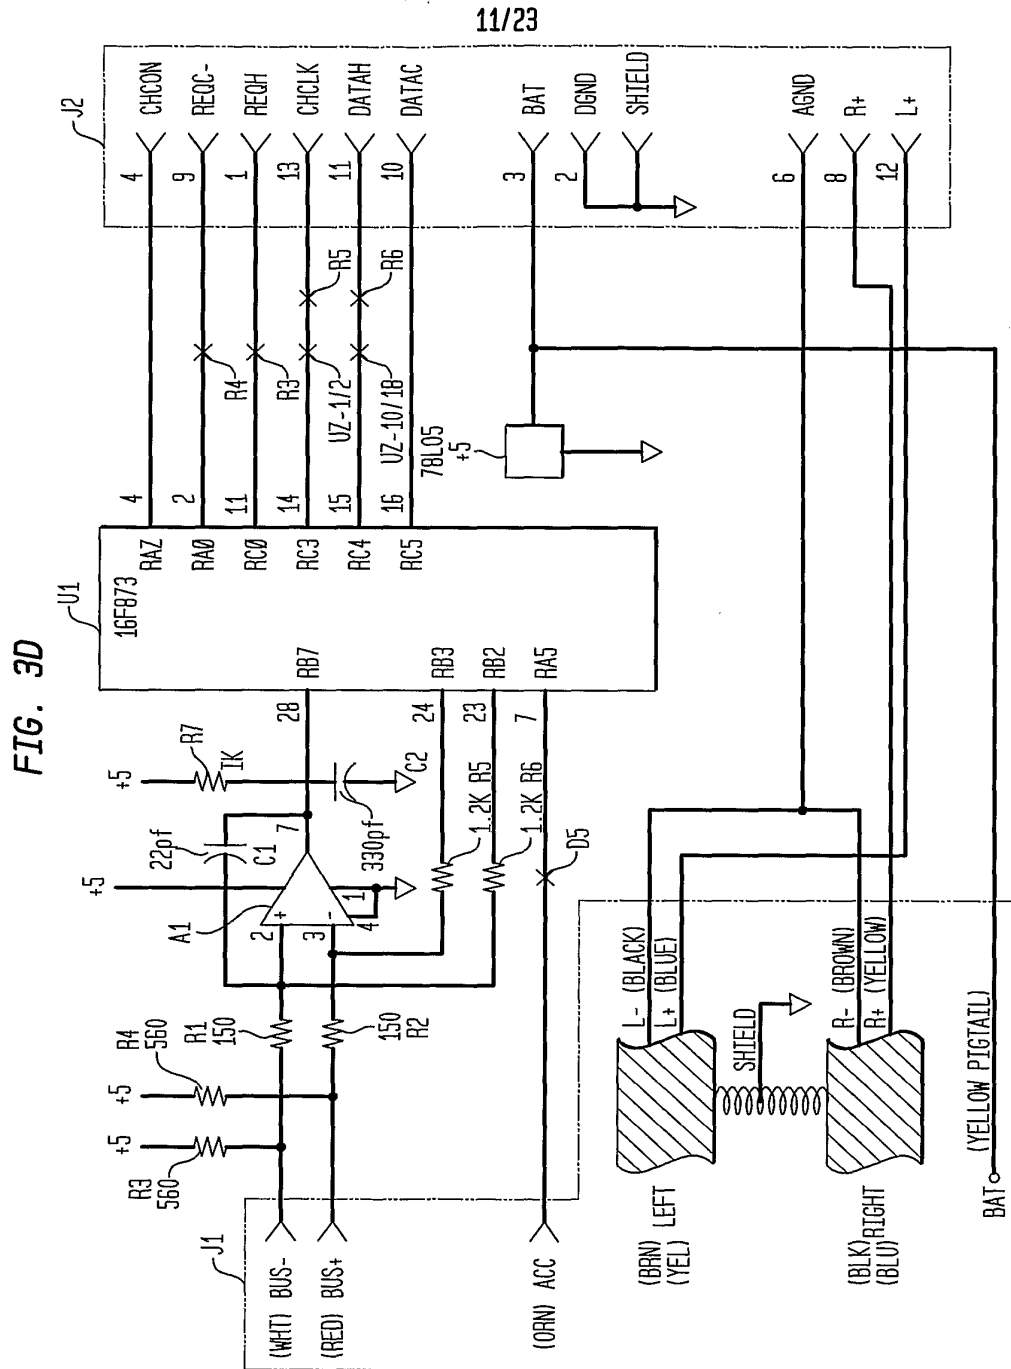 11/23
FIG. 3D
J2
4 CHCON
9 REQC-
1 REQH
13 CHCLK
11 DATAH
10 DATAC
3 BAT
2 DGND
SHIELD
6 AGND
8 R+
12 L+
R5
R6
R4
R3
UZ-1/2
UZ-10/18
78L05
+5
U1
16F873
RAZ 4
RA0 2
RC0 11
RC3 14
RC4 15
RC5 16
RB7 28
RB3 24
RB2 23
RA5 7
+5
R7
1K
330pf
C2
22pf
C1
+5
A1
2 +
3 -
7
1
4
1.2K R5
1.2K R6
D5
R1
150
150
R2
+5
R4
560
+5
R3
560
J1
(WHT) BUS-
(RED) BUS+
(ORN) ACC
L- (BLACK)
L+ (BLUE)
SHIELD
R- (BROWN)
R+ (YELLOW)
(BRN) LEFT
(YEL)
(BLK) RIGHT
(BLU)
(YELLOW PIGTAIL)
BAT